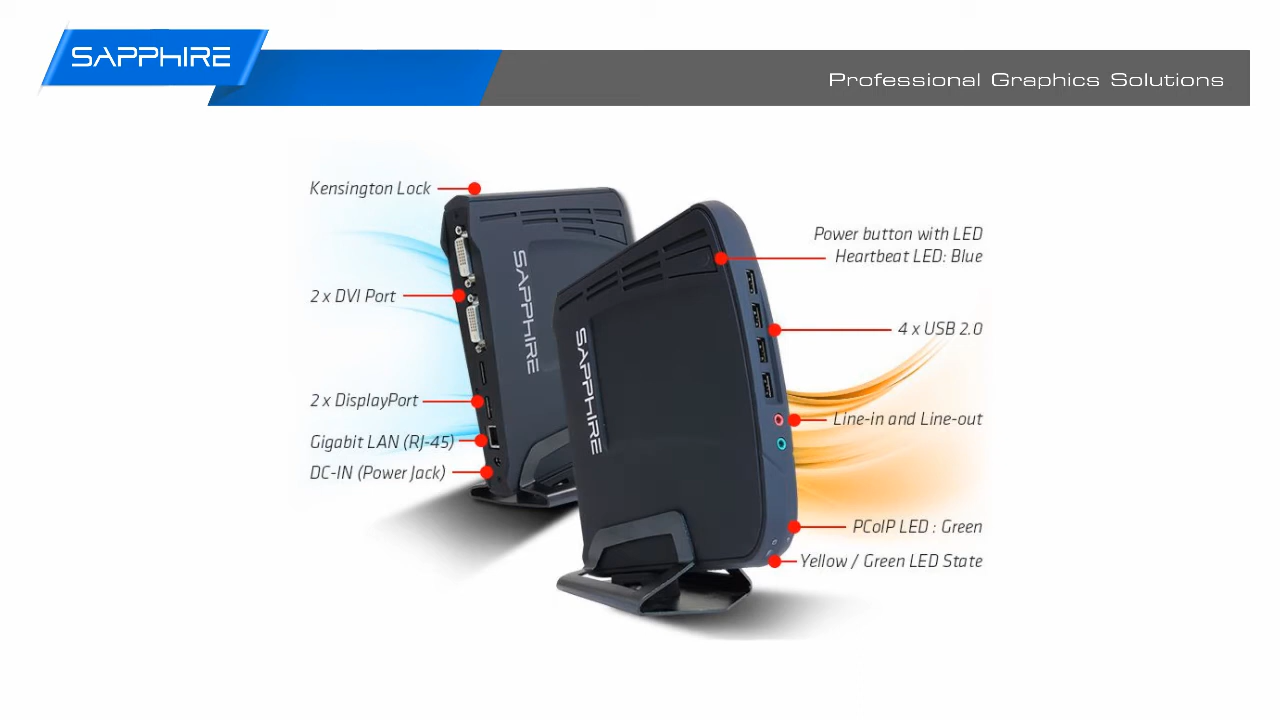 SAPPHIRE
Professional Graphics Solutions
Kensington Lock
2 x DVI Port
2 x DisplayPort
Gigabit LAN (RJ-45)
DC-IN (Power Jack)
SAPPHIRE
SAPPHIRE
Power button with LED
Heartbeat LED: Blue
4 x USB 2.0
Line-in and Line-out
PCoIP LED : Green
Yellow / Green LED State